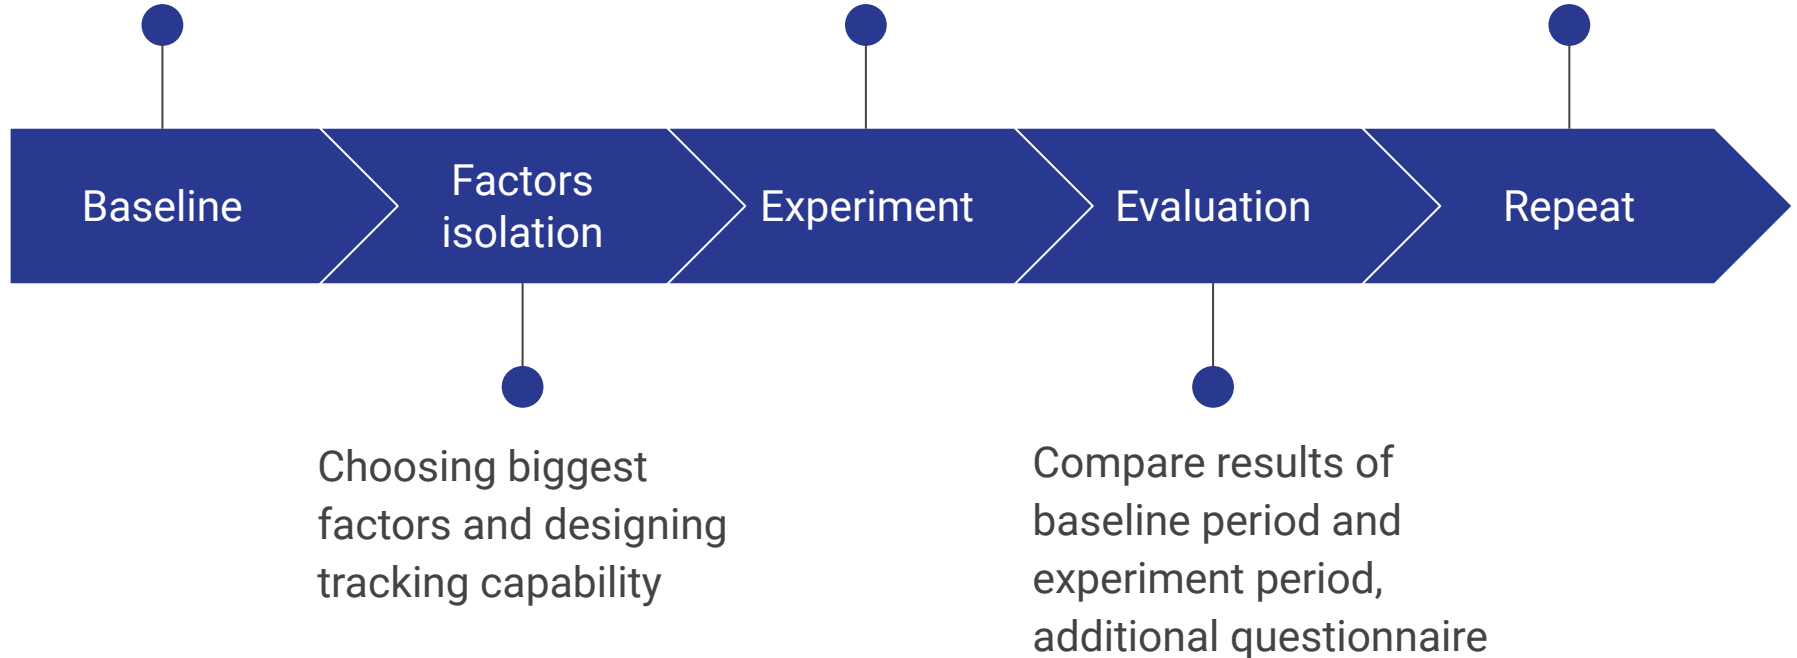 Baseline
Factors
isolation
Experiment
Evaluation
Repeat
Choosing biggest
factors and designing
tracking capability
Compare results of
baseline period and
experiment period,
additional questionnaire